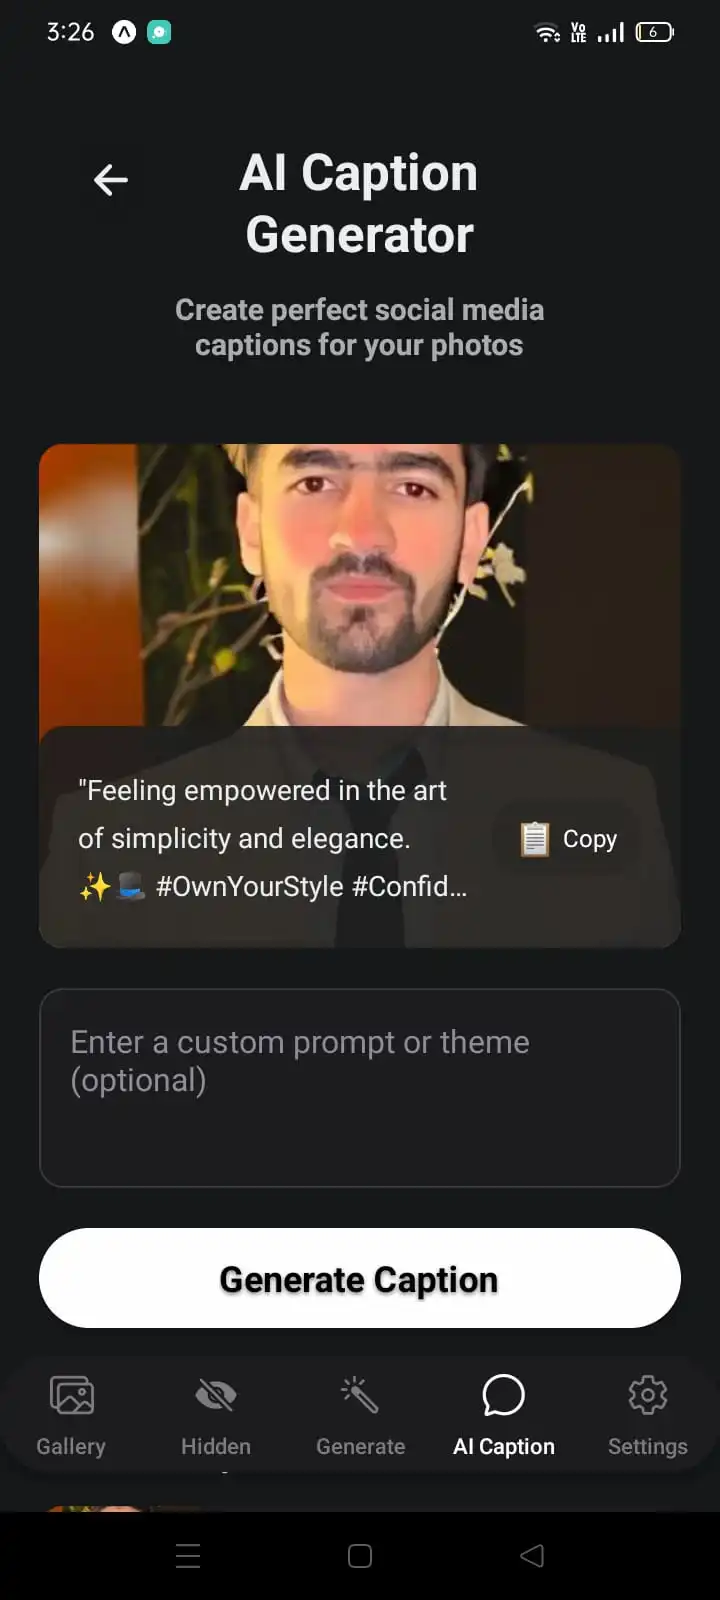 3:26
Vo
LTE
6
AI Caption
Generator
Create perfect social media
captions for your photos
"Feeling empowered in the art
of simplicity and elegance.
✨🎩 #OwnYourStyle #Confid...
📋 Copy
Enter a custom prompt or theme
(optional)
Generate Caption
Gallery
Hidden
Generate
AI Caption
Settings